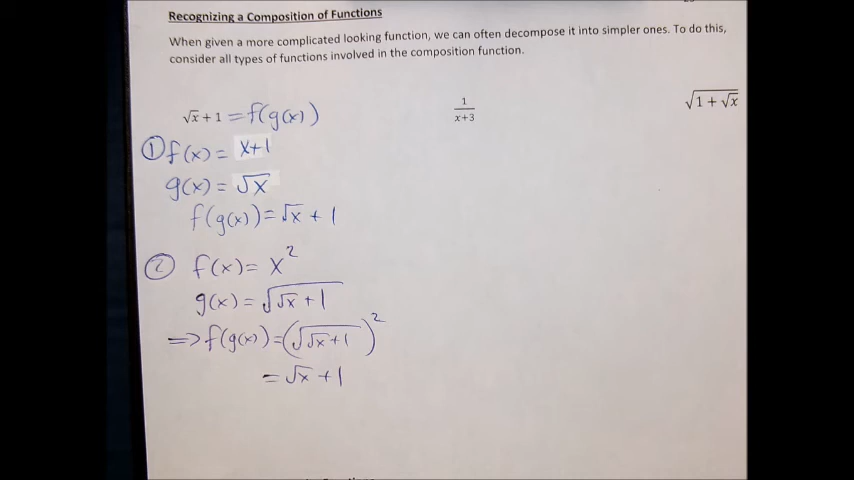 Recognizing a Composition of Functions
When given a more complicated looking function, we can often decompose it into simpler ones. To do this,
consider all types of functions involved in the composition function.
√x + 1 = f(g(x))
1/(x+3)
√(1 + √x)
① f(x) = x+1
g(x) = √x
f(g(x)) = √x + 1
② f(x) = x²
g(x) = √(√x + 1)
⇒ f(g(x)) = (√(√x + 1))²
= √x + 1